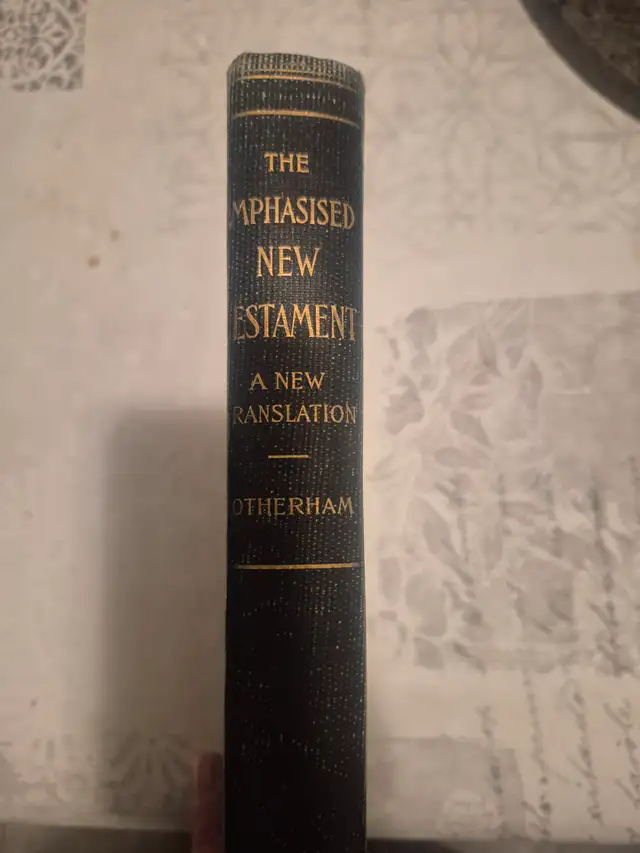 THE
MPHASISED
NEW
ESTAMENT
A NEW
RANSLATION
OTHERHAM